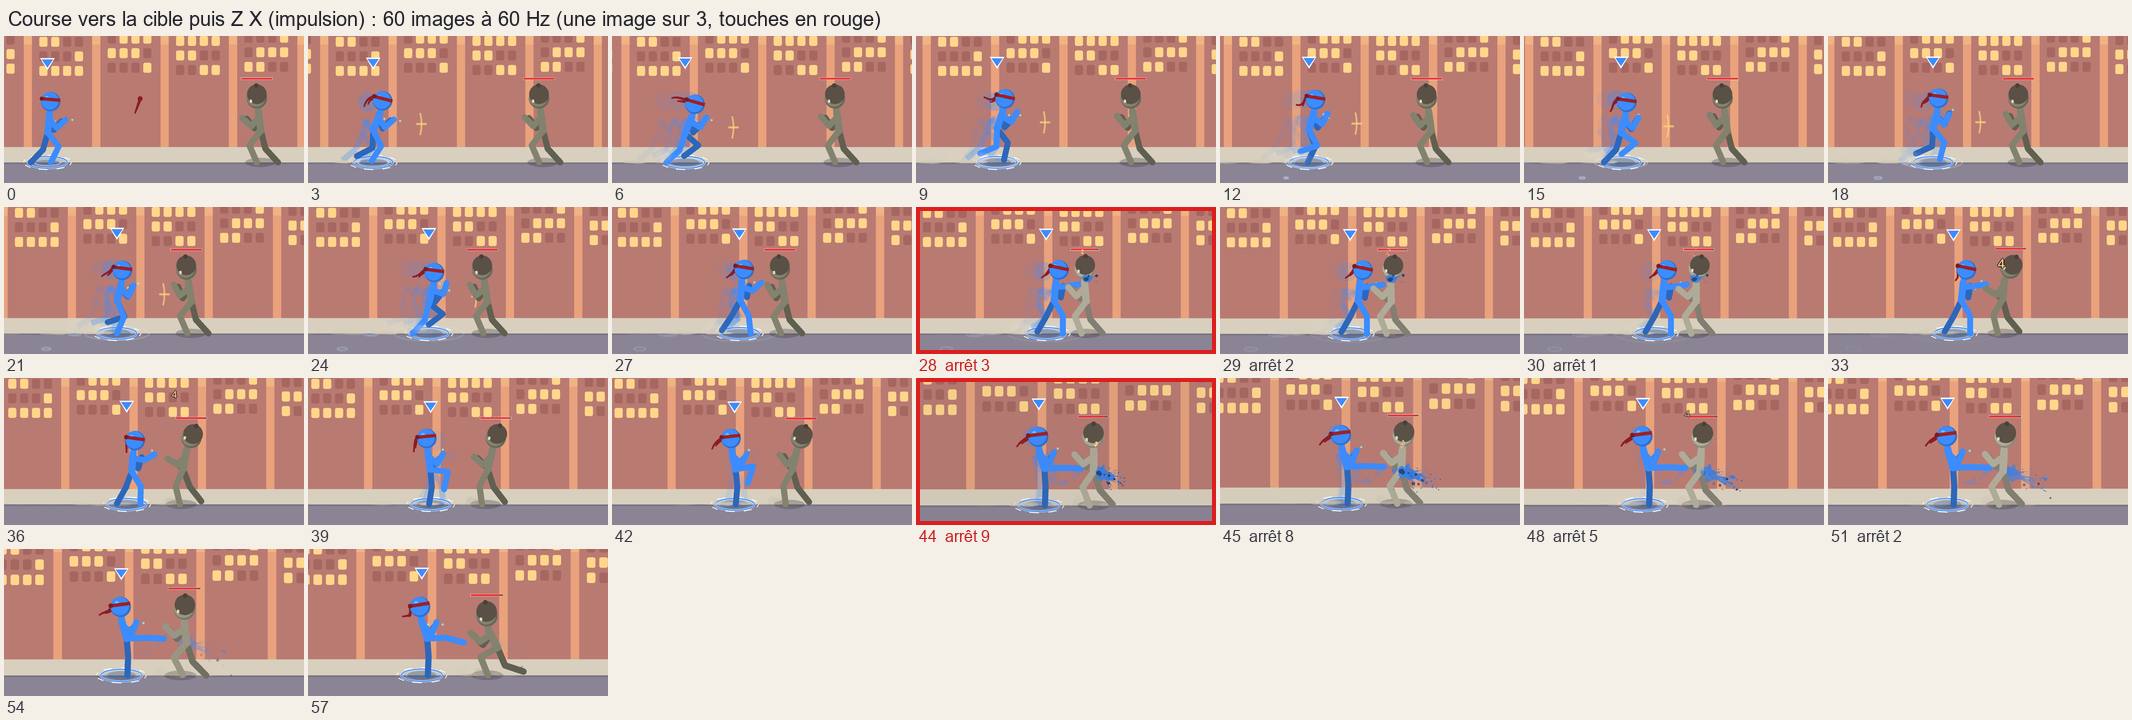 Course vers la cible puis Z X (impulsion) : 60 images à 60 Hz (une image sur 3, touches en rouge)
0 3 6 9 12 15 18
4
21 24 27 28 arrêt 3 29 arrêt 2 30 arrêt 1 33
4
36 39 42 44 arrêt 9 45 arrêt 8 48 arrêt 5 51 arrêt 2
54 57